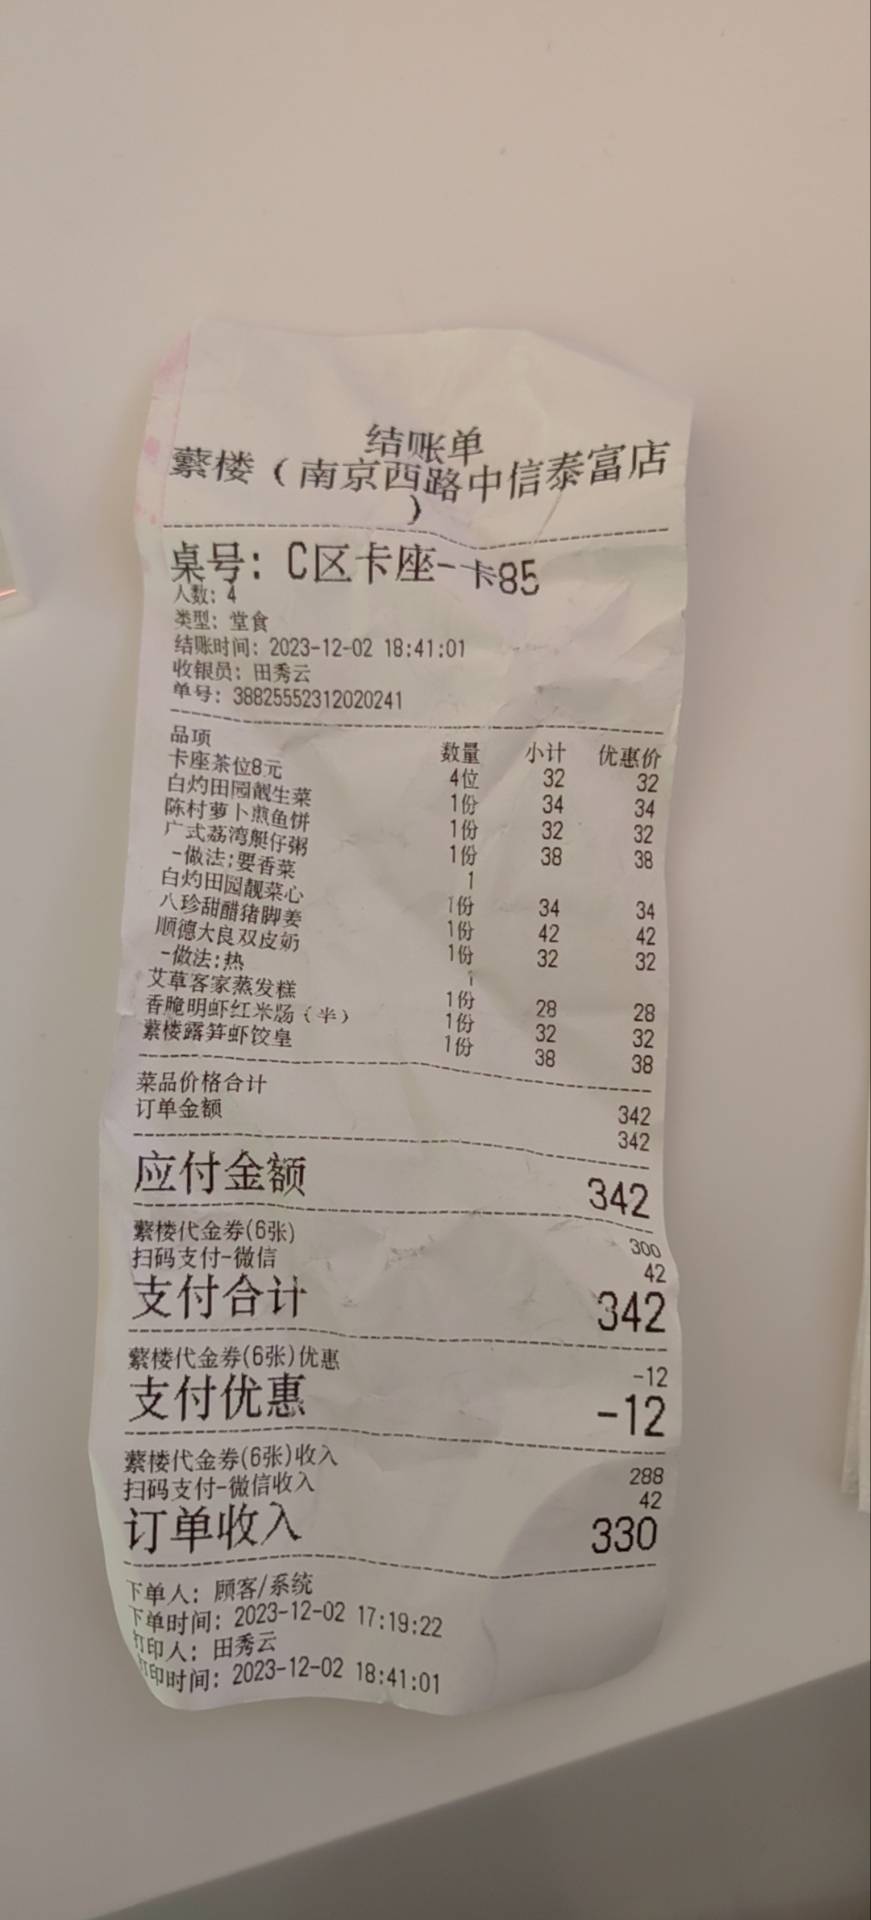 结账单
蘩楼（南京西路中信泰富店
）
桌号: C区卡座-卡85
人数: 4
类型: 堂食
结账时间: 2023-12-02 18:41:01
收银员: 田秀云
单号: 38825552312020241
品项 数量 小计 优惠价
卡座茶位8元 4位 32 32
白灼田园靓生菜 1份 34 34
陈村萝卜煎鱼饼 1份 32 32
广式荔湾艇仔粥 1份 38 38
-做法:要香菜 1
白灼田园靓菜心 1份 34 34
八珍甜醋猪脚姜 1份 42 42
顺德大良双皮奶 1份 32 32
-做法:热 1
艾草客家蒸发糕 1份 28 28
香脆明虾红米肠（半） 1份 32 32
蘩楼露笋虾饺皇 1份 38 38
菜品价格合计 342
订单金额 342
应付金额 342
蘩楼代金券(6张) 300
扫码支付-微信 42
支付合计 342
蘩楼代金券(6张)优惠 -12
支付优惠 -12
蘩楼代金券(6张)收入 288
扫码支付-微信收入 42
订单收入 330
下单人: 顾客/系统
下单时间: 2023-12-02 17:19:22
打印人: 田秀云
打印时间: 2023-12-02 18:41:01